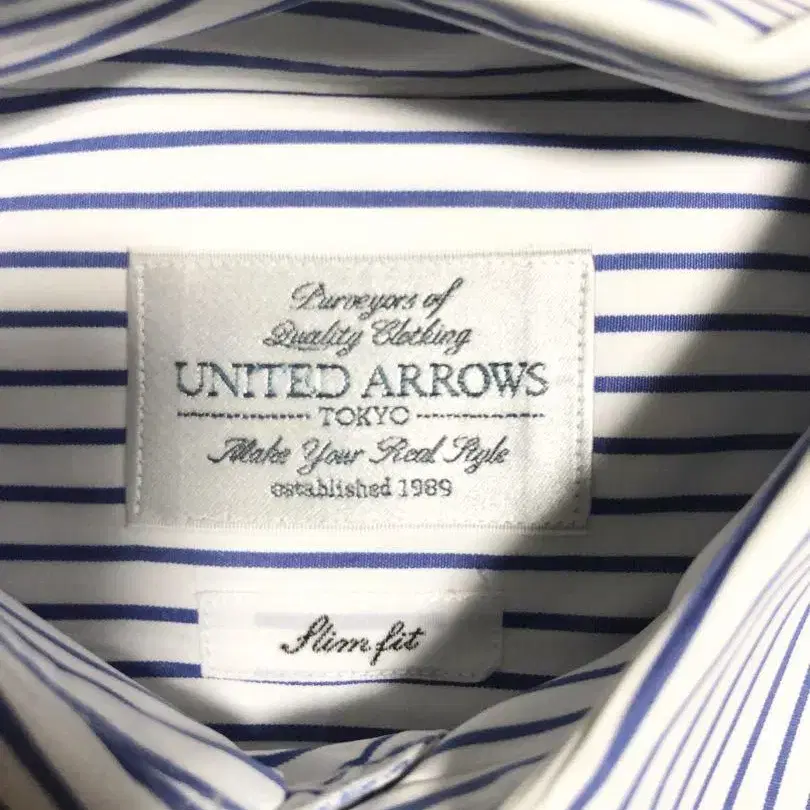 Purveyors of
Quality Clothing
UNITED ARROWS
TOKYO
Make Your Real Style
established 1989
Slim fit